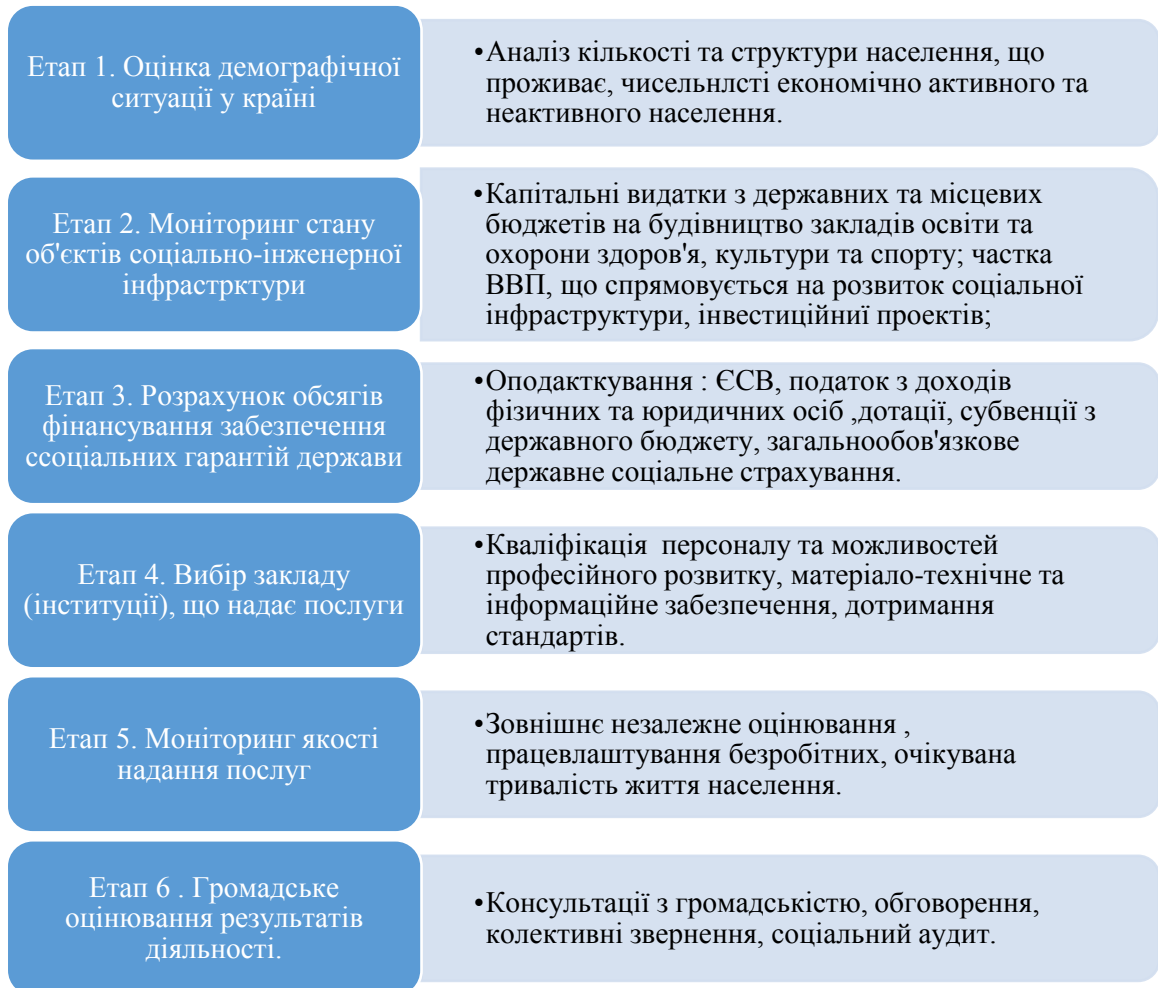 Етап 1. Оцінка демографічної
ситуації у країні
•Аналіз кількості та структури населення, що
проживає, чисельнлсті економічно активного та
неактивного населення.
Етап 2. Моніторинг стану
об'єктів соціально-інженерної
інфрастрктури
•Капітальні видатки з державних та місцевих
бюджетів на будівництво закладів освіти та
охорони здоров'я, культури та спорту; частка
ВВП, що спрямовується на розвиток соціальної
інфраструктури, інвестиційниї проектів;
Етап 3. Розрахунок обсягів
фінансування забезпечення
ссоціальних гарантій держави
•Оподакткування : ЄСВ, податок з доходів
фізичних та юридичних осіб ,дотації, субвенції з
державного бюджету, загальнообов'язкове
державне соціальне страхування.
Етап 4. Вибір закладу
(інституції), що надає послуги
•Кваліфікація  персоналу та можливостей
професійного розвитку, матеріало-технічне та
інформаційне забезпечення, дотримання
стандартів.
Етап 5. Моніторинг якості
надання послуг
•Зовнішнє незалежне оцінювання ,
працевлаштування безробітних, очікувана
тривалість життя населення.
Етап 6 . Громадське
оцінювання результатів
діяльності.
•Консультації з громадськістю, обговорення,
колективні звернення, соціальний аудит.